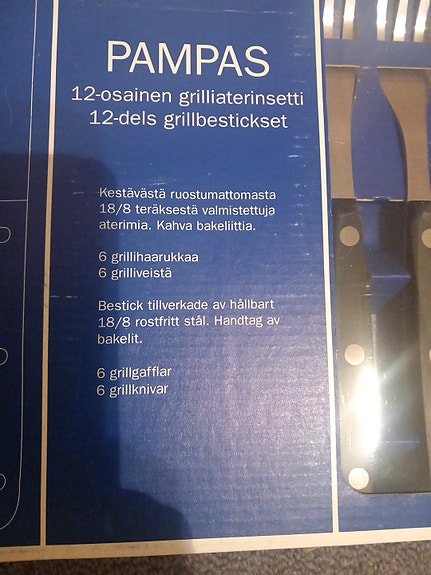 PAMPAS
12-osainen grilliaterinsetti
12-dels grillbestickset
Kestävästä ruostumattomasta
18/8 teräksestä valmistettuja
aterimia. Kahva bakeliittia.
6 grillihaarukkaa
6 grilliveistä
Bestick tillverkade av hållbart
18/8 rostfritt stål. Handtag av
bakelit.
6 grillgafflar
6 grillknivar